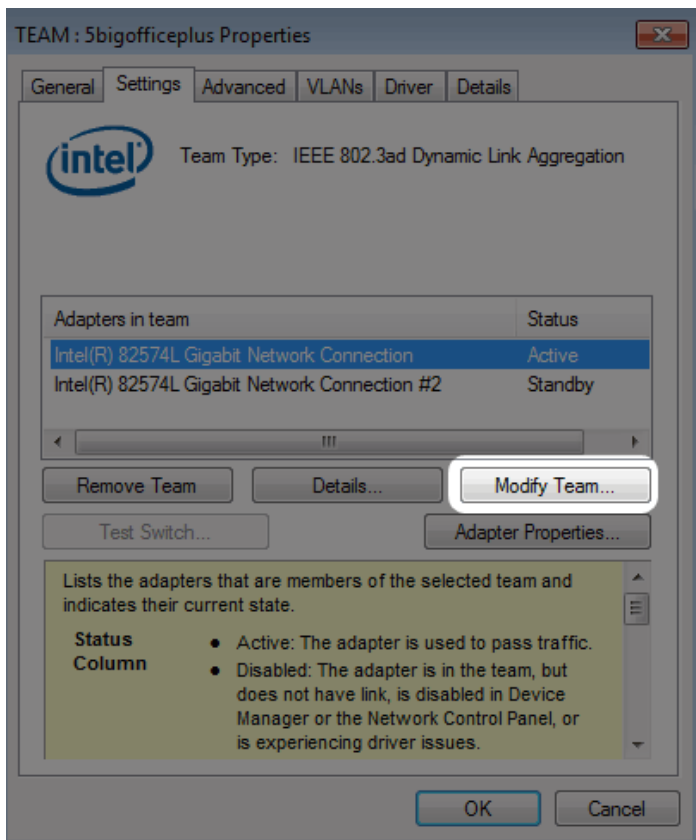 TEAM : 5bigofficeplus Properties
General Settings Advanced VLANs Driver Details
intel
Team Type: IEEE 802.3ad Dynamic Link Aggregation
Adapters in team Status
Intel(R) 82574L Gigabit Network Connection Active
Intel(R) 82574L Gigabit Network Connection #2 Standby
Remove Team Details... Modify Team...
Test Switch... Adapter Properties...
Lists the adapters that are members of the selected team and
indicates their current state.
Status ● Active: The adapter is used to pass traffic.
Column ● Disabled: The adapter is in the team, but
does not have link, is disabled in Device
Manager or the Network Control Panel, or
is experiencing driver issues.
OK Cancel